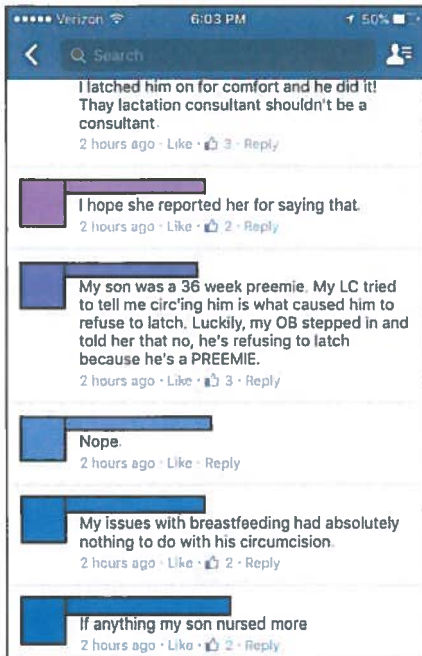 Verizon 6:03 PM 50%
Search
I latched him on for comfort and he did it!
Thay lactation consultant shouldn't be a
consultant.
2 hours ago · Like · 3 · Reply
I hope she reported her for saying that.
2 hours ago · Like · 2 · Reply
My son was a 36 week preemie. My LC tried
to tell me circ'ing him is what caused him to
refuse to latch. Luckily, my OB stepped in and
told her that no, he's refusing to latch
because he's a PREEMIE.
2 hours ago · Like · 3 · Reply
Nope.
2 hours ago · Like · Reply
My issues with breastfeeding had absolutely
nothing to do with his circumcision.
2 hours ago · Like · 2 · Reply
If anything my son nursed more
2 hours ago · Like · 2 · Reply